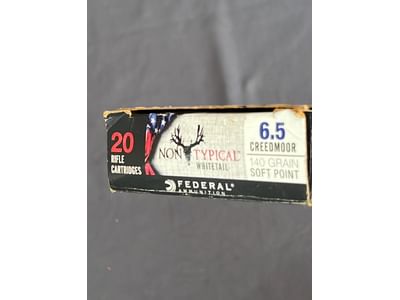 20
RIFLE
CARTRIDGES
NON TYPICAL
WHITETAIL
FEDERAL®
AMMUNITION
6.5
CREEDMOOR
140 GRAIN
SOFT POINT